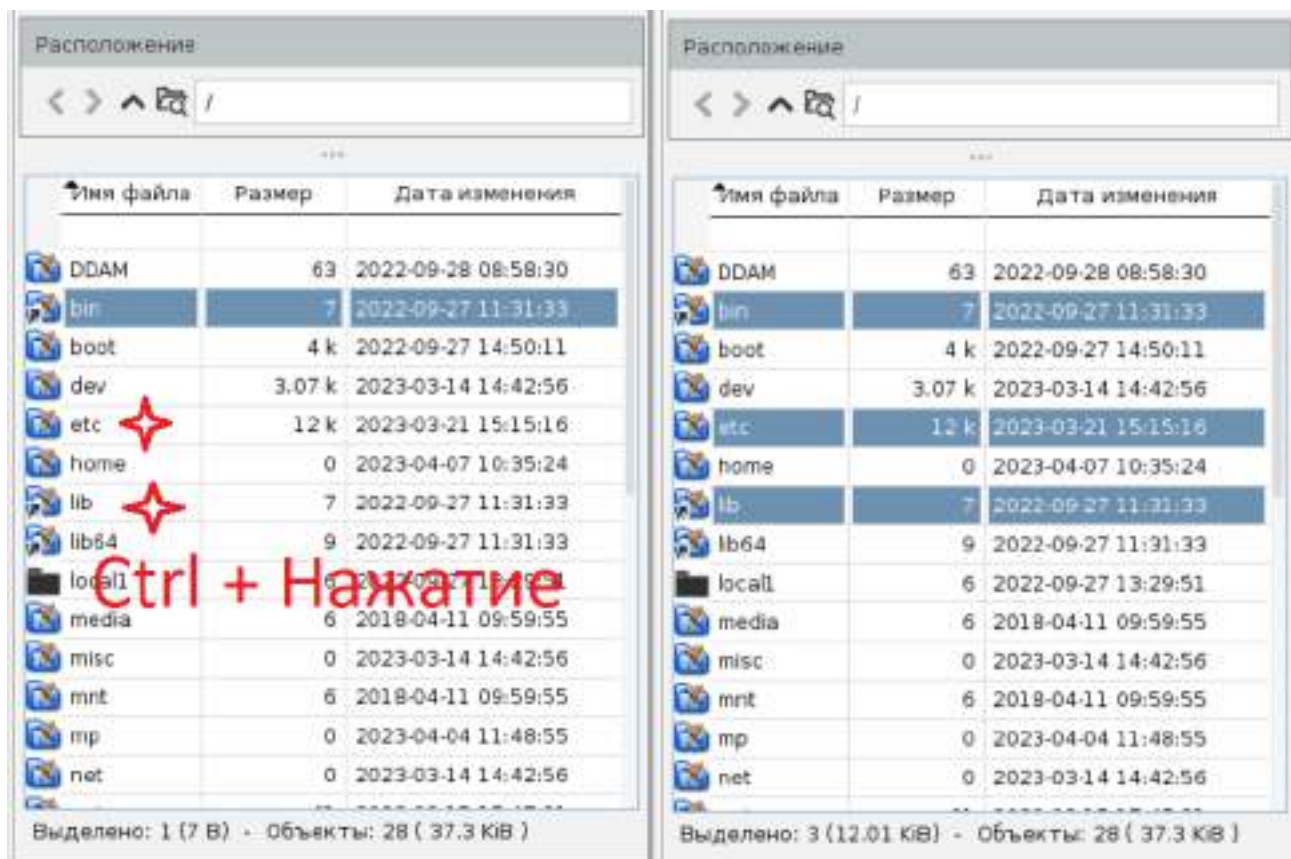 Расположение
/
Имя файла Размер Дата изменения
DDAM 63 2022-09-28 08:58:30
bin 7 2022-09-27 11:31:33
boot 4 k 2022-09-27 14:50:11
dev 3.07 k 2023-03-14 14:42:56
etc 12 k 2023-03-21 15:15:16
home 0 2023-04-07 10:35:24
lib 7 2022-09-27 11:31:33
lib64 9 2022-09-27 11:31:33
local1 6 2022-09-27 13:29:51
Ctrl + Нажатие
media 6 2018-04-11 09:59:55
misc 0 2023-03-14 14:42:56
mnt 6 2018-04-11 09:59:55
mp 0 2023-04-04 11:48:55
net 0 2023-03-14 14:42:56
Выделено: 1 (7 B) - Объекты: 28 ( 37.3 KiB )
Расположение
/
Имя файла Размер Дата изменения
DDAM 63 2022-09-28 08:58:30
bin 7 2022-09-27 11:31:33
boot 4 k 2022-09-27 14:50:11
dev 3.07 k 2023-03-14 14:42:56
etc 12 k 2023-03-21 15:15:16
home 0 2023-04-07 10:35:24
lib 7 2022-09-27 11:31:33
lib64 9 2022-09-27 11:31:33
local1 6 2022-09-27 13:29:51
media 6 2018-04-11 09:59:55
misc 0 2023-03-14 14:42:56
mnt 6 2018-04-11 09:59:55
mp 0 2023-04-04 11:48:55
net 0 2023-03-14 14:42:56
Выделено: 3 (12.01 KiB) - Объекты: 28 ( 37.3 KiB )